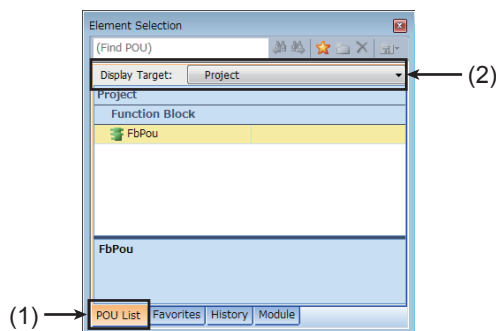 Element Selection
(Find POU)
Display Target: Project
(2)
Project
Function Block
FbPou
FbPou
(1)
POU List Favorites History Module